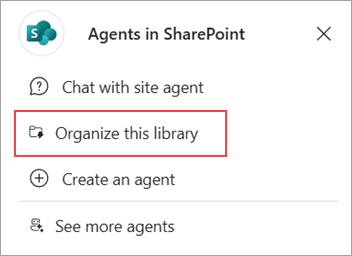 Agents in SharePoint
Chat with site agent
Organize this library
Create an agent
See more agents